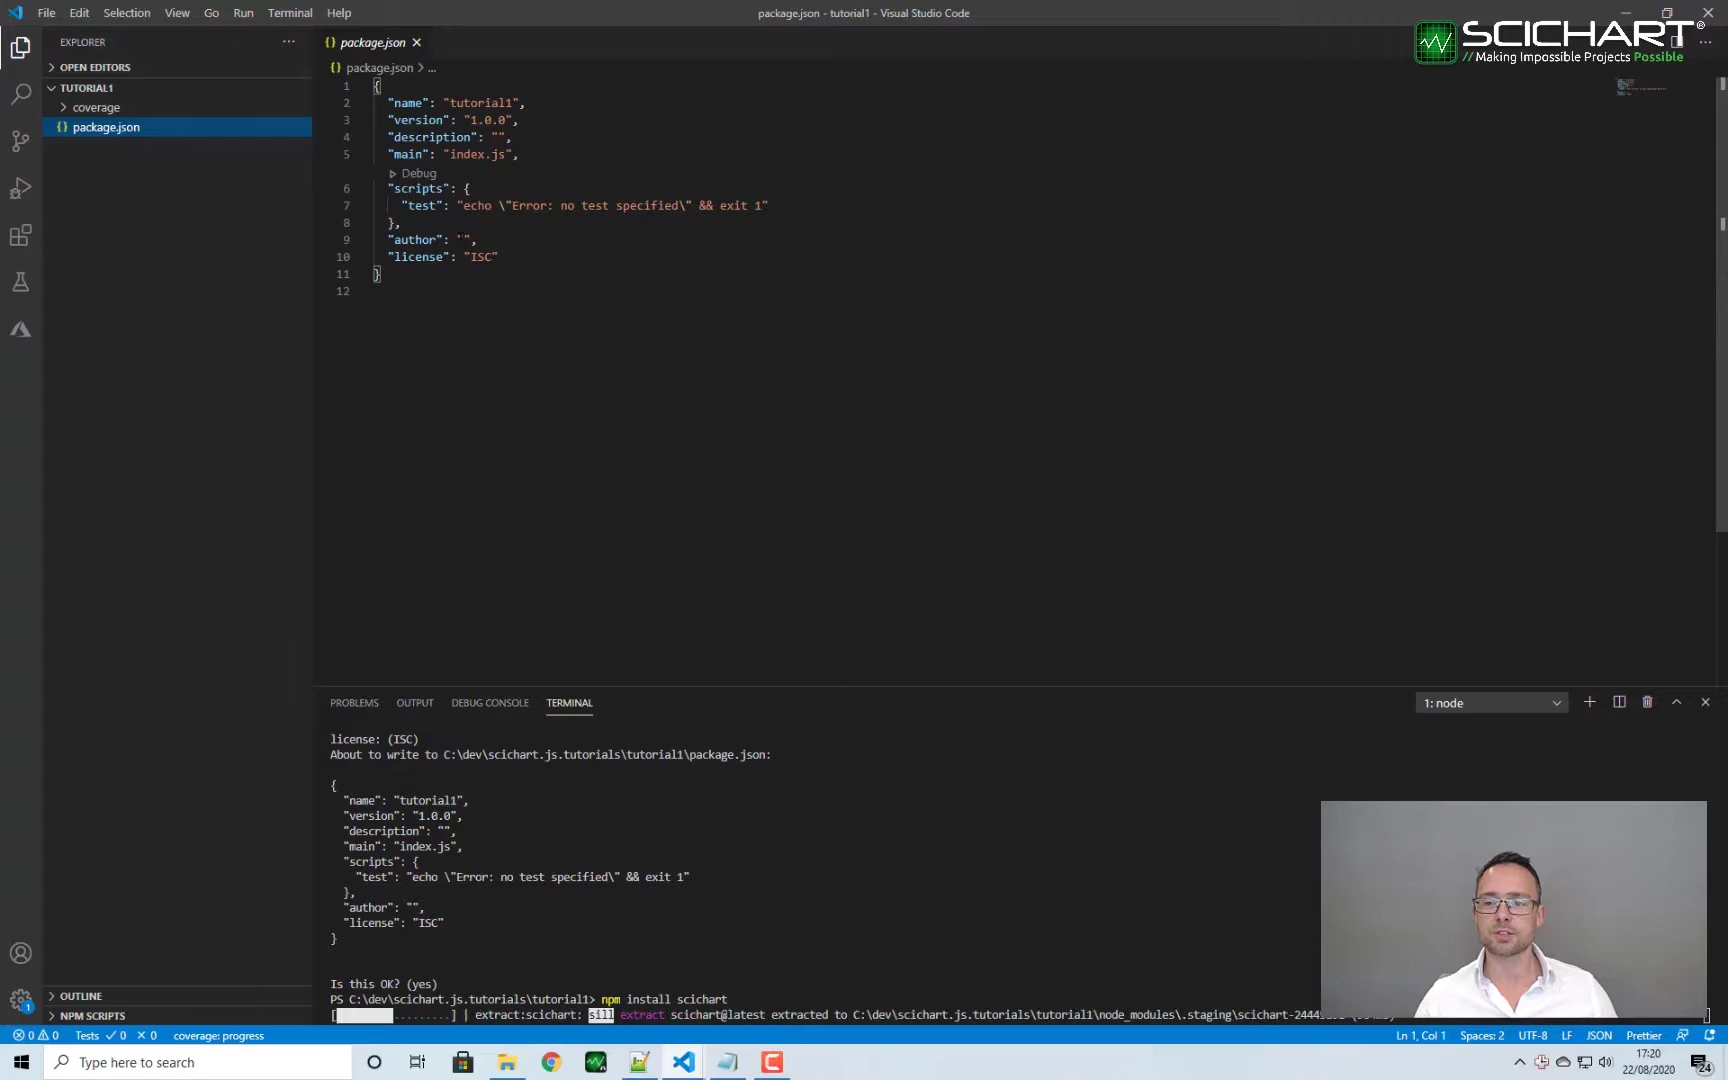 File Edit Selection View Go Run Terminal Help
package.json - tutorial1 - Visual Studio Code
SCICHART®
// Making Impossible Projects Possible
EXPLORER
OPEN EDITORS
TUTORIAL1
coverage
package.json
OUTLINE
NPM SCRIPTS
{} package.json
{} package.json > ...
1 {
2 "name": "tutorial1",
3 "version": "1.0.0",
4 "description": "",
5 "main": "index.js",
Debug
6 "scripts": {
7 "test": "echo \"Error: no test specified\" && exit 1"
8 },
9 "author": "",
10 "license": "ISC"
11 }
12
PROBLEMS OUTPUT DEBUG CONSOLE TERMINAL
1: node
license: (ISC)
About to write to C:\dev\scichart.js.tutorials\tutorial1\package.json:
{
"name": "tutorial1",
"version": "1.0.0",
"description": "",
"main": "index.js",
"scripts": {
"test": "echo \"Error: no test specified\" && exit 1"
},
"author": "",
"license": "ISC"
}
Is this OK? (yes)
PS C:\dev\scichart.js.tutorials\tutorial1> npm install scichart
[ .........] | extract:scichart: sill extract scichart@latest extracted to C:\dev\scichart.js.tutorials\tutorial1\node_modules\.staging\
1
0 0 Tests ✓ 0 × 0 coverage: progress
Ln 1, Col 1 Spaces: 2 UTF-8 LF JSON Prettier
Type here to search
17:20
22/08/2020
24